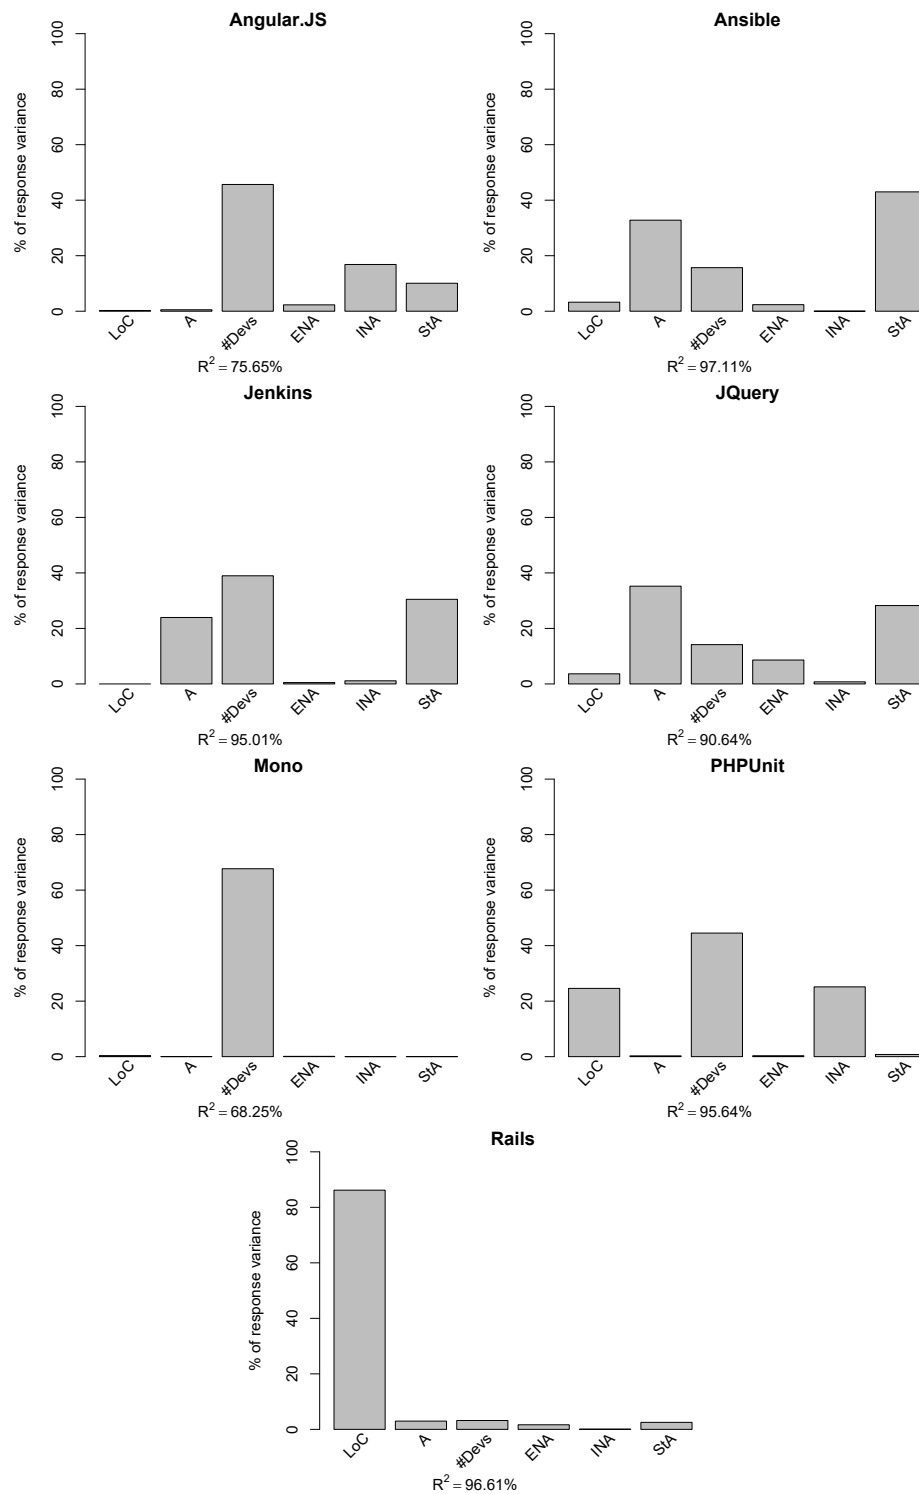 Angular.JS
% of response variance
0 20 40 60 80 100
LoC A #Devs ENA INA StA
R² = 75.65%
Ansible
% of response variance
0 20 40 60 80 100
LoC A #Devs ENA INA StA
R² = 97.11%
Jenkins
% of response variance
0 20 40 60 80 100
LoC A #Devs ENA INA StA
R² = 95.01%
JQuery
% of response variance
0 20 40 60 80 100
LoC A #Devs ENA INA StA
R² = 90.64%
Mono
% of response variance
0 20 40 60 80 100
LoC A #Devs ENA INA StA
R² = 68.25%
PHPUnit
% of response variance
0 20 40 60 80 100
LoC A #Devs ENA INA StA
R² = 95.64%
Rails
% of response variance
0 20 40 60 80 100
LoC A #Devs ENA INA StA
R² = 96.61%